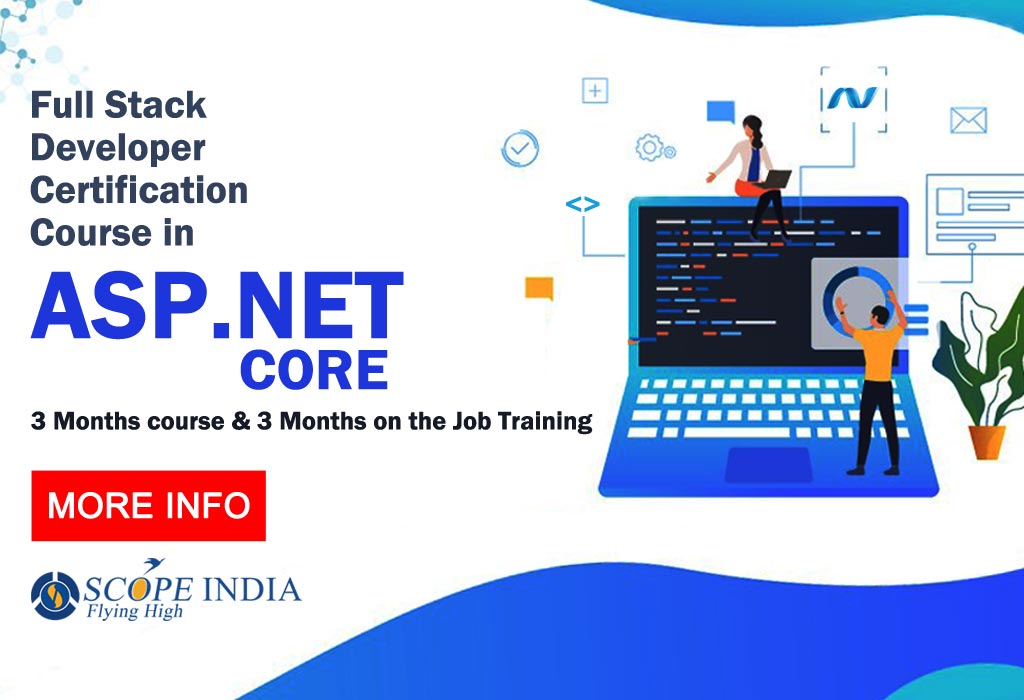 Full Stack
Developer
Certification
Course in
ASP.NET
CORE
3 Months course & 3 Months on the Job Training
MORE INFO
SCOPE INDIA
Flying High